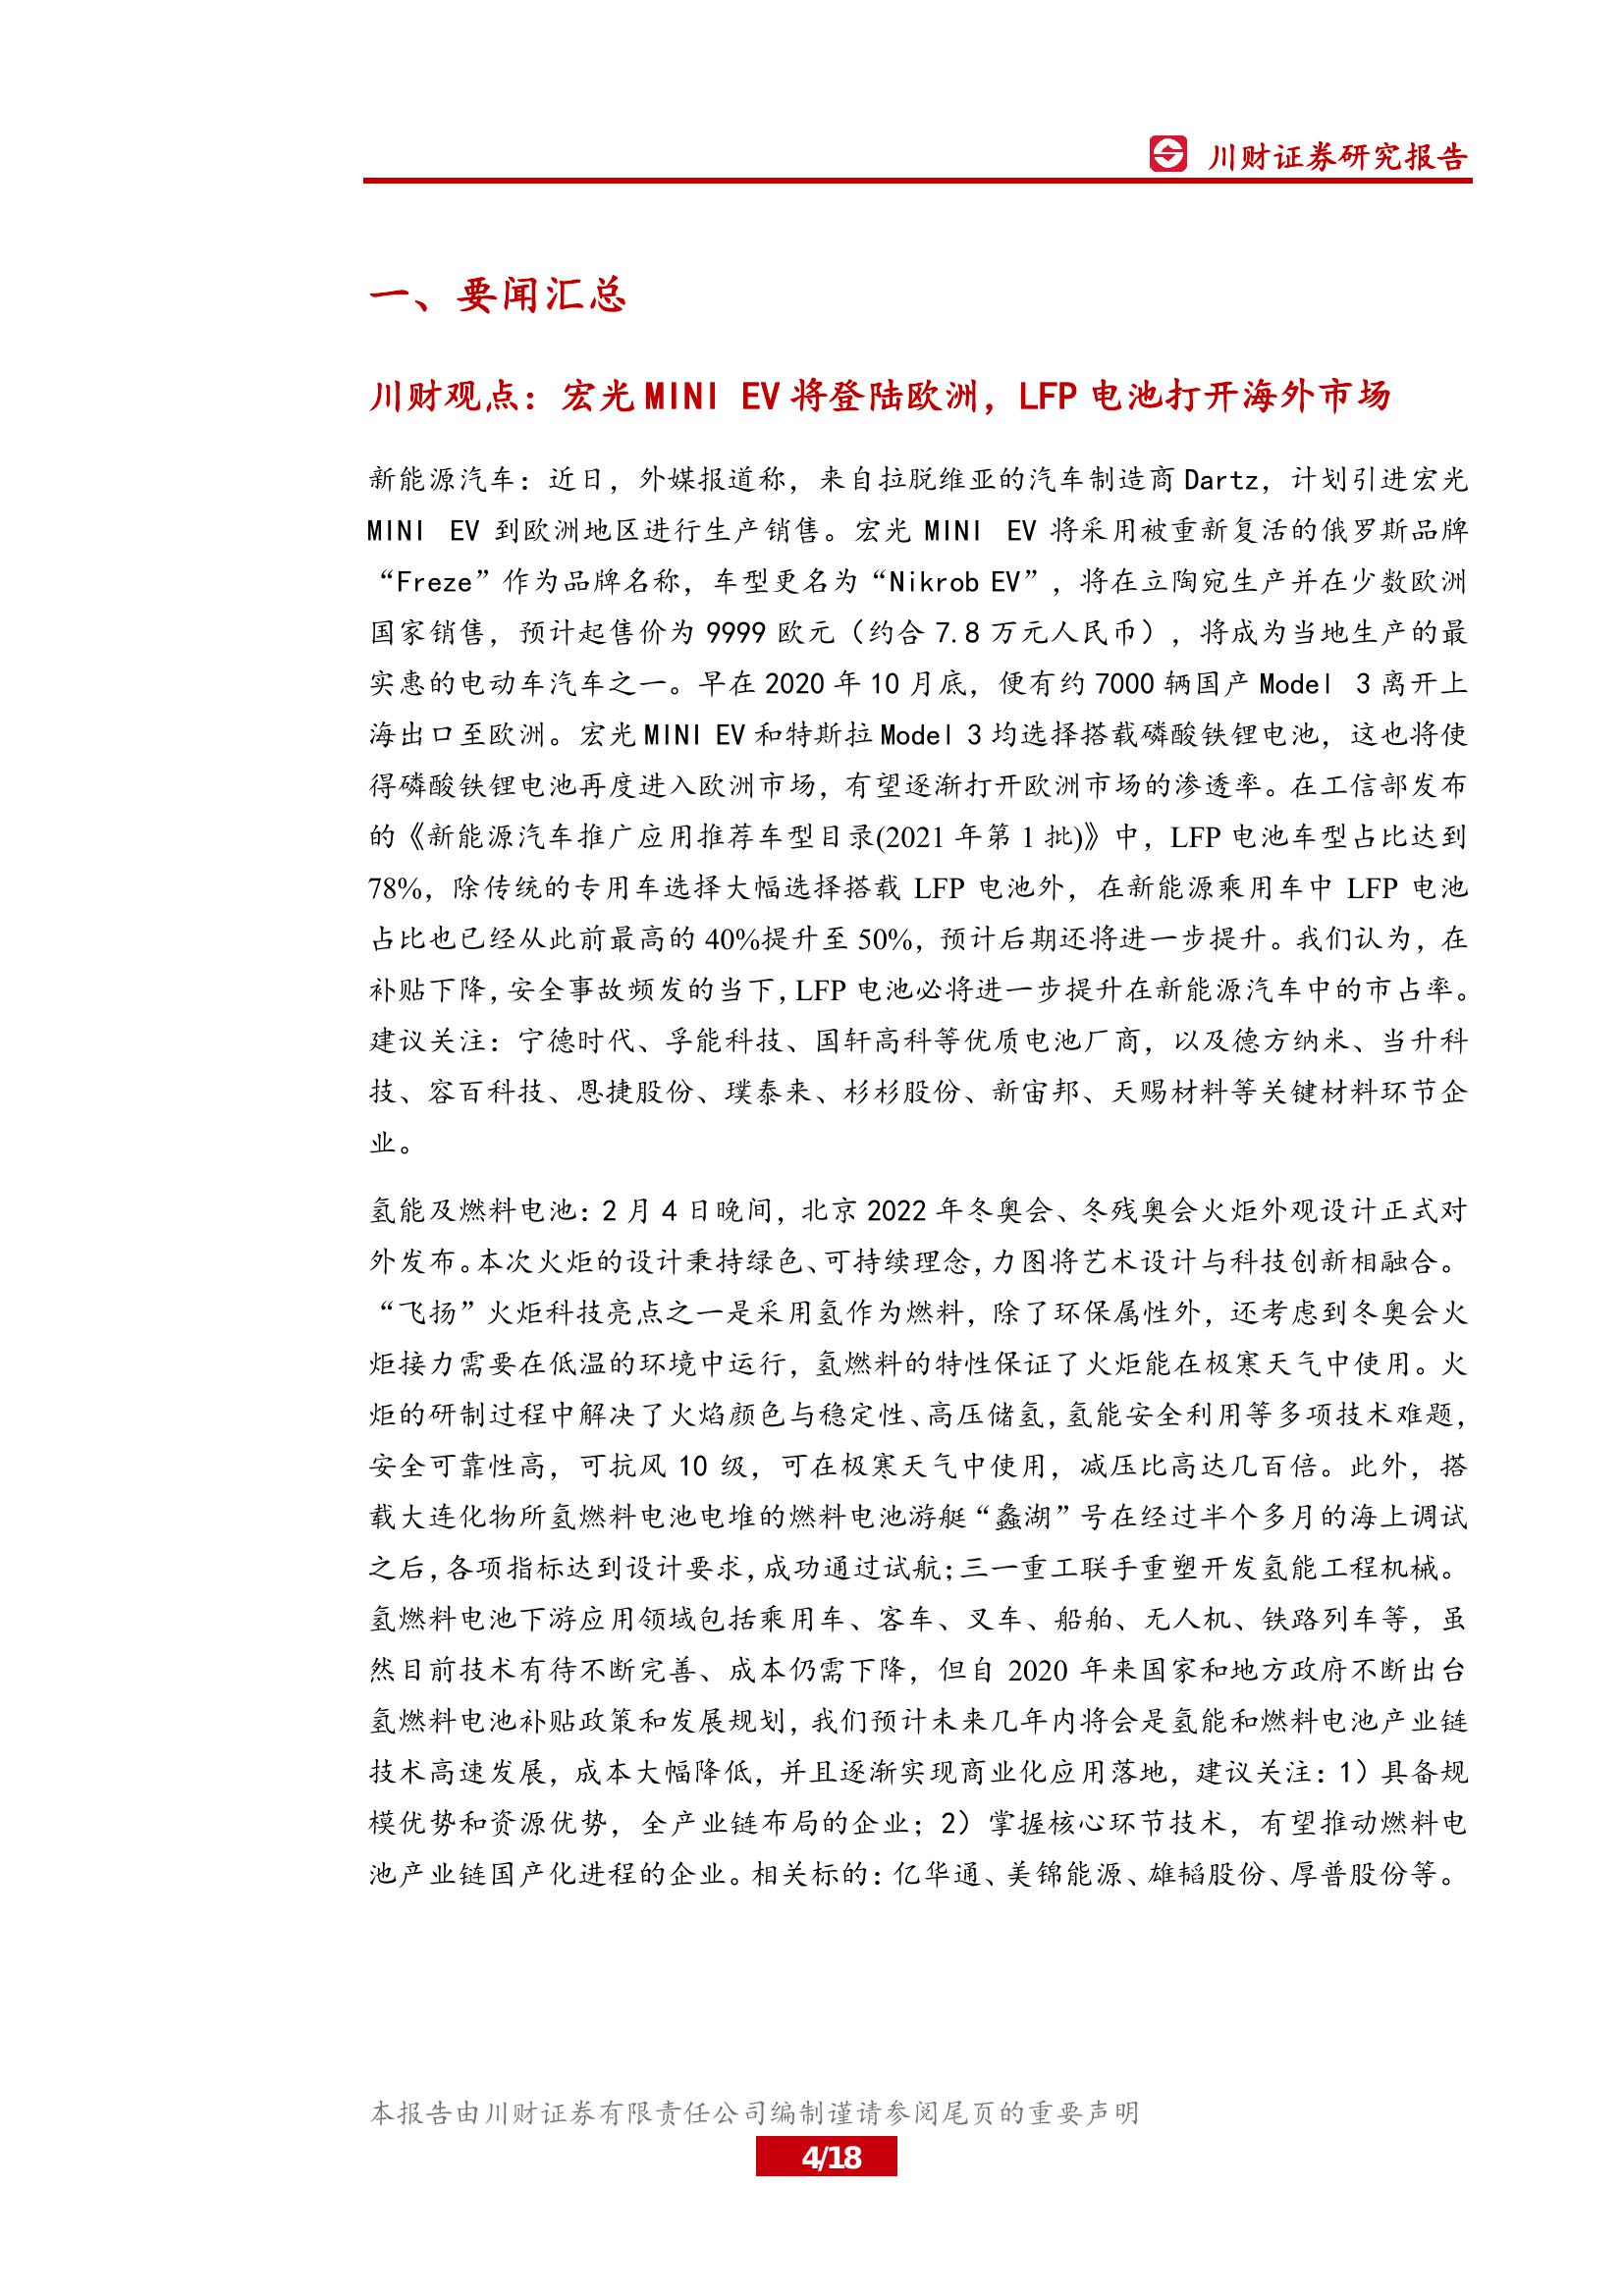 川财证券研究报告
一、要闻汇总
川财观点：宏光 MINI EV 将登陆欧洲，LFP 电池打开海外市场
新能源汽车：近日，外媒报道称，来自拉脱维亚的汽车制造商 Dartz，计划引进宏光
MINI EV 到欧洲地区进行生产销售。宏光 MINI EV 将采用被重新复活的俄罗斯品牌
“Freze”作为品牌名称，车型更名为“Nikrob EV”，将在立陶宛生产并在少数欧洲
国家销售，预计起售价为 9999 欧元（约合 7.8 万元人民币），将成为当地生产的最
实惠的电动车汽车之一。早在 2020 年 10 月底，便有约 7000 辆国产 Model 3 离开上
海出口至欧洲。宏光 MINI EV 和特斯拉 Model 3 均选择搭载磷酸铁锂电池，这也将使
得磷酸铁锂电池再度进入欧洲市场，有望逐渐打开欧洲市场的渗透率。在工信部发布
的《新能源汽车推广应用推荐车型目录(2021 年第 1 批)》中，LFP 电池车型占比达到
78%，除传统的专用车选择大幅选择搭载 LFP 电池外，在新能源乘用车中 LFP 电池
占比也已经从此前最高的 40%提升至 50%，预计后期还将进一步提升。我们认为，在
补贴下降，安全事故频发的当下，LFP 电池必将进一步提升在新能源汽车中的市占率。
建议关注：宁德时代、孚能科技、国轩高科等优质电池厂商，以及德方纳米、当升科
技、容百科技、恩捷股份、璞泰来、杉杉股份、新宙邦、天赐材料等关键材料环节企
业。
氢能及燃料电池：2 月 4 日晚间，北京 2022 年冬奥会、冬残奥会火炬外观设计正式对
外发布。本次火炬的设计秉持绿色、可持续理念，力图将艺术设计与科技创新相融合。
“飞扬”火炬科技亮点之一是采用氢作为燃料，除了环保属性外，还考虑到冬奥会火
炬接力需要在低温的环境中运行，氢燃料的特性保证了火炬能在极寒天气中使用。火
炬的研制过程中解决了火焰颜色与稳定性、高压储氢，氢能安全利用等多项技术难题，
安全可靠性高，可抗风 10 级，可在极寒天气中使用，减压比高达几百倍。此外，搭
载大连化物所氢燃料电池电堆的燃料电池游艇“蠡湖”号在经过半个多月的海上调试
之后，各项指标达到设计要求，成功通过试航；三一重工联手重塑开发氢能工程机械。
氢燃料电池下游应用领域包括乘用车、客车、叉车、船舶、无人机、铁路列车等，虽
然目前技术有待不断完善、成本仍需下降，但自 2020 年来国家和地方政府不断出台
氢燃料电池补贴政策和发展规划，我们预计未来几年内将会是氢能和燃料电池产业链
技术高速发展，成本大幅降低，并且逐渐实现商业化应用落地，建议关注：1）具备规
模优势和资源优势，全产业链布局的企业；2）掌握核心环节技术，有望推动燃料电
池产业链国产化进程的企业。相关标的：亿华通、美锦能源、雄韬股份、厚普股份等。
本报告由川财证券有限责任公司编制谨请参阅尾页的重要声明
4/18